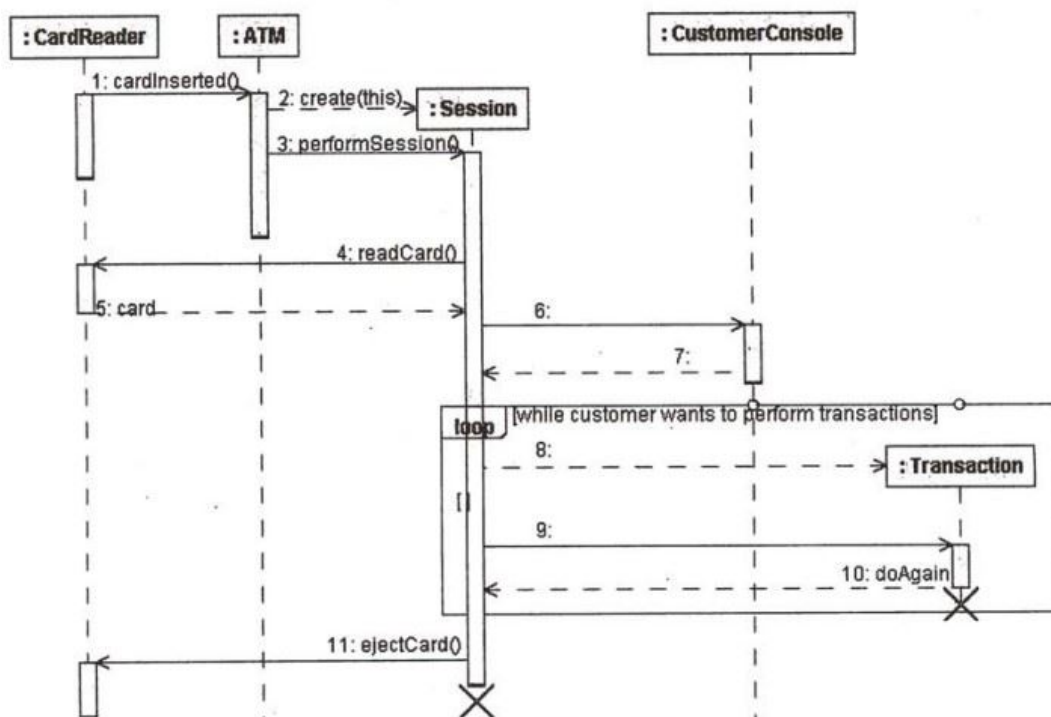 : CardReader
: ATM
: CustomerConsole
1: cardInserted()
2: create(this)
: Session
3: performSession()
4: readCard()
5: card
6:
7:
loop
[while customer wants to perform transactions]
8:
: Transaction
[]
9:
10: doAgain
11: ejectCard()